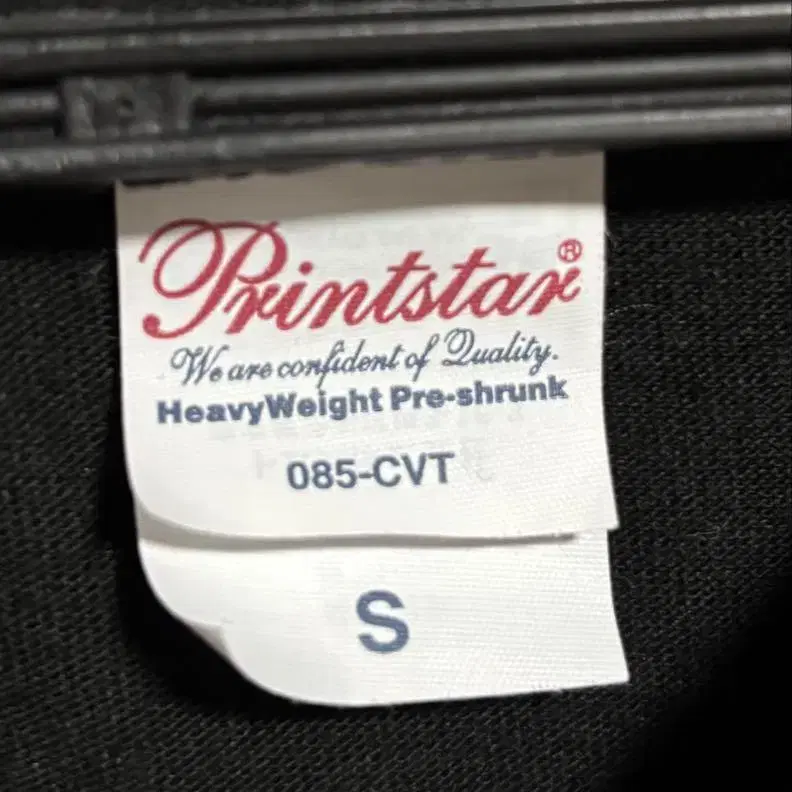 Printstar®
We are confident of Quality.
HeavyWeight Pre-shrunk
085-CVT
S